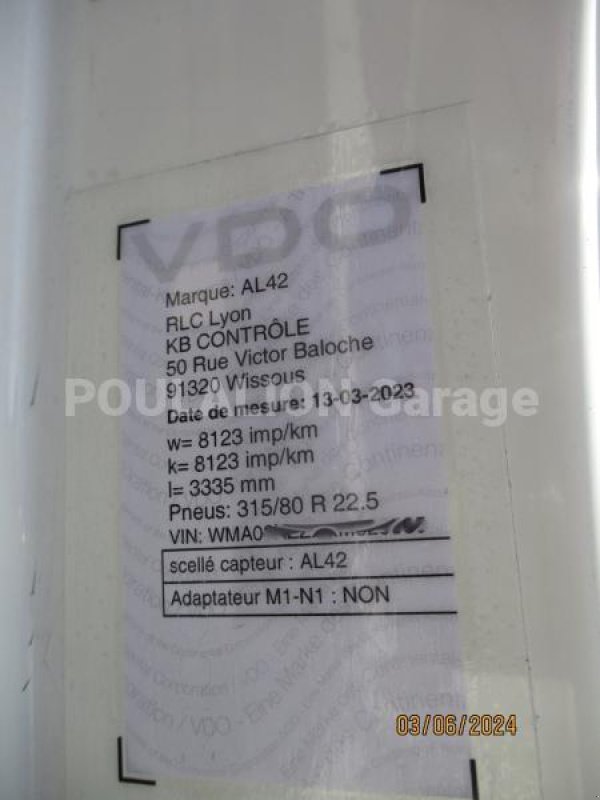 VDO
Marque: AL42
RLC Lyon
KB CONTRÔLE
50 Rue Victor Baloche
91320 Wissous
Date de mesure: 13-03-2023
w= 8123 imp/km
k= 8123 imp/km
l= 3335 mm
Pneus: 315/80 R 22.5
VIN: WMA0
scellé capteur : AL42
Adaptateur M1-N1 : NON
Garage
03/06/2024